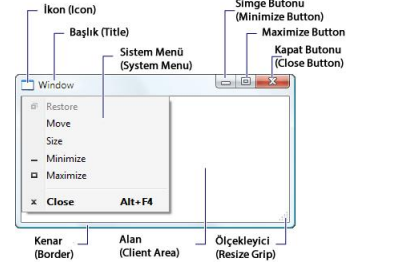 İkon (Icon)
Simge Butonu
(Minimize Button)
Başlık (Title)
Maximize Button
Sistem Menü
(System Menu)
Kapat Butonu
(Close Button)
Window
Restore
Move
Size
Minimize
Maximize
Close Alt+F4
Kenar
(Border)
Alan
(Client Area)
Ölçekleyici
(Resize Grip)